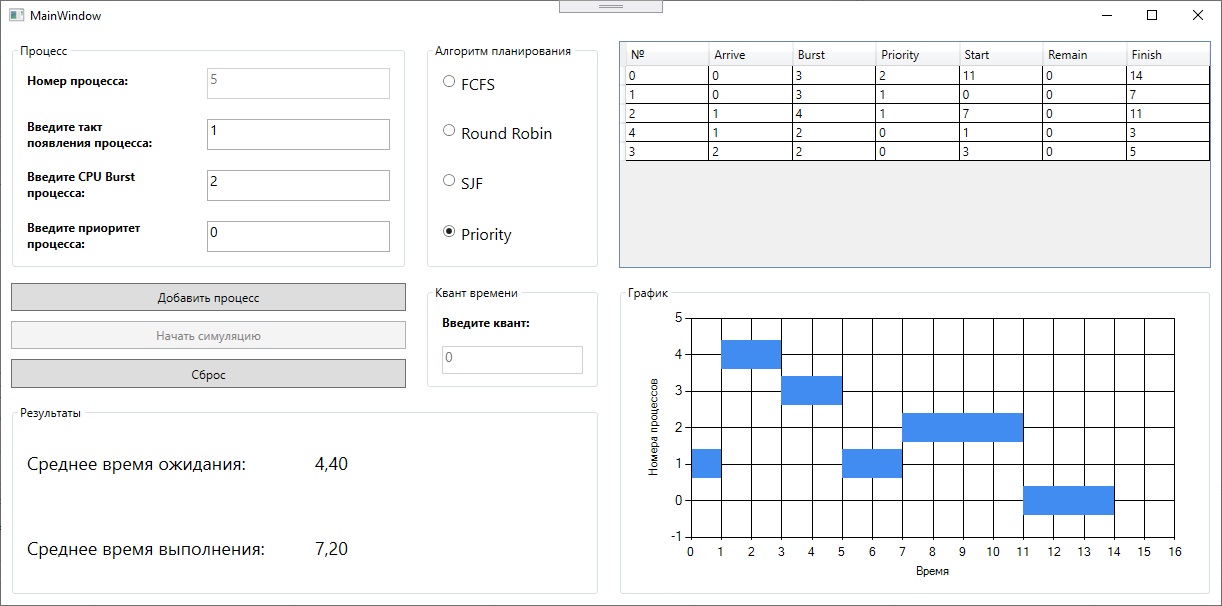 MainWindow
Процесс
Номер процесса: 5
Введите такт
появления процесса:
1
Введите CPU Burst
процесса:
2
Введите приоритет
процесса:
0
Добавить процесс
Начать симуляцию
Сброс
Алгоритм планирования
FCFS
Round Robin
SJF
Priority
Квант времени
Введите квант:
0
Результаты
Среднее время ожидания: 4,40
Среднее время выполнения: 7,20
№ Arrive Burst Priority Start Remain Finish
0 0 3 2 11 0 14
1 0 3 1 0 0 7
2 1 4 1 7 0 11
4 1 2 0 1 0 3
3 2 2 0 3 0 5
График
Номера процессов
5
4
3
2
1
0
-1
0 1 2 3 4 5 6 7 8 9 10 11 12 13 14 15 16
Время